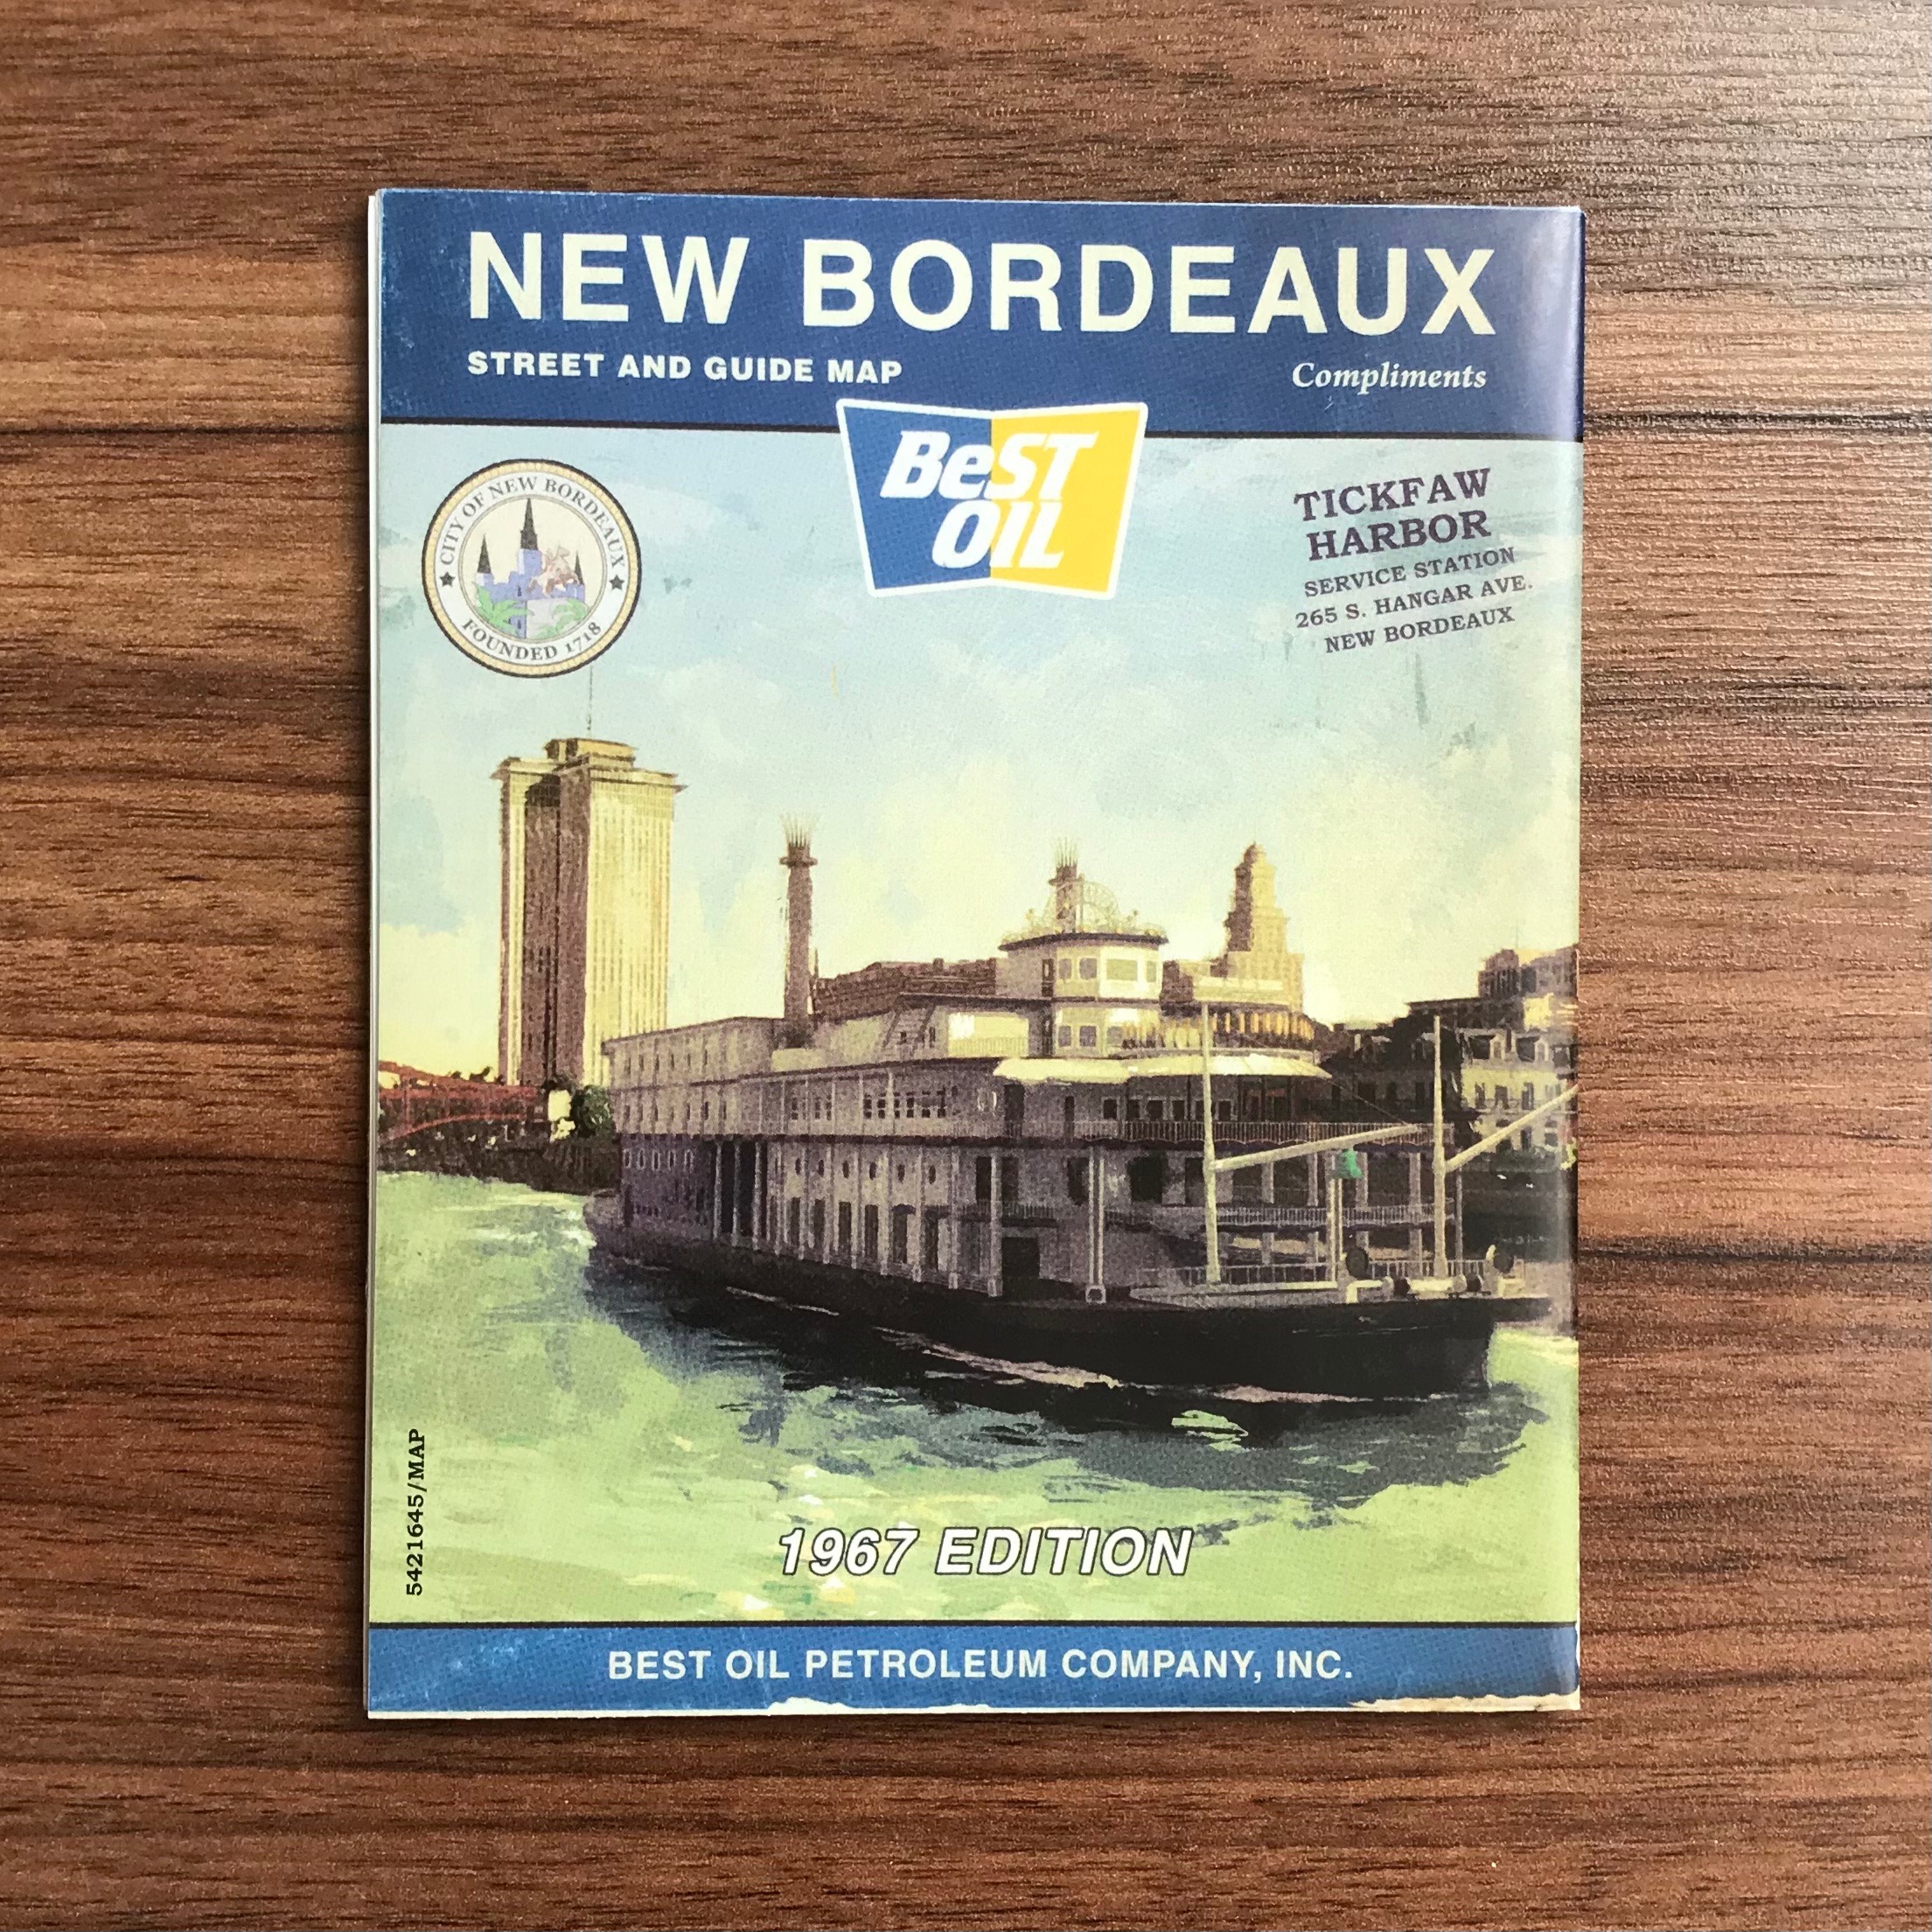 NEW BORDEAUX
STREET AND GUIDE MAP
Compliments
BeST
OIL
CITY OF NEW BORDEAUX
FOUNDED 1718
TICKFAW
HARBOR
SERVICE STATION
265 S. HANGAR AVE.
NEW BORDEAUX
5421645/MAP
1967 EDITION
BEST OIL PETROLEUM COMPANY, INC.